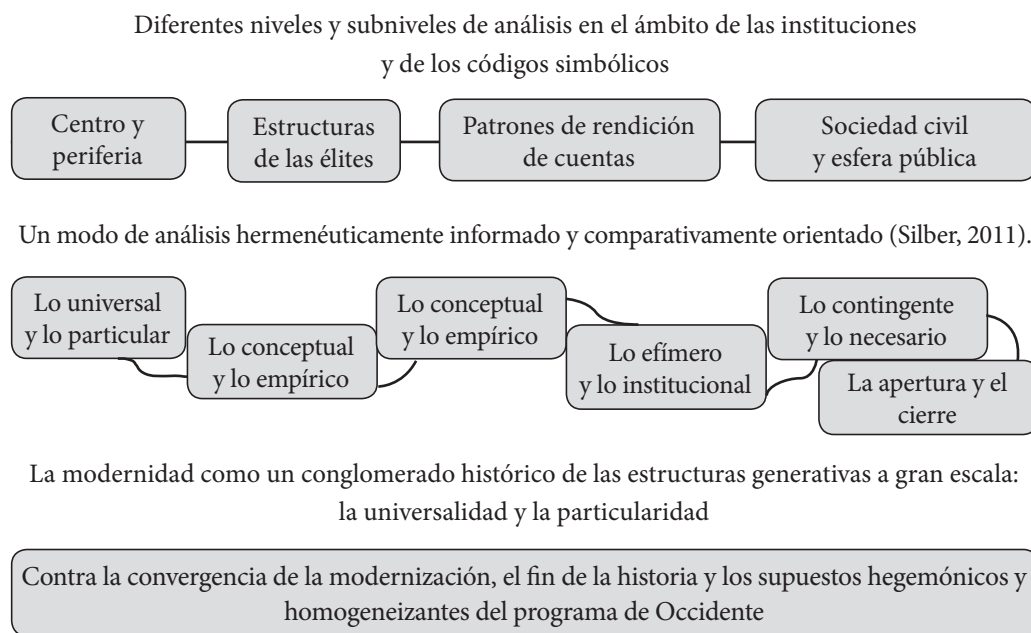 Diferentes niveles y subniveles de análisis en el ámbito de las instituciones
y de los códigos simbólicos
Centro y
periferia
Estructuras
de las élites
Patrones de rendición
de cuentas
Sociedad civil
y esfera pública
Un modo de análisis hermenéuticamente informado y comparativamente orientado (Silber, 2011).
Lo universal
y lo particular
Lo conceptual
y lo empírico
Lo conceptual
y lo empírico
Lo efímero
y lo institucional
Lo contingente
y lo necesario
La apertura y el
cierre
La modernidad como un conglomerado histórico de las estructuras generativas a gran escala:
la universalidad y la particularidad
Contra la convergencia de la modernización, el fin de la historia y los supuestos hegemónicos y
homogeneizantes del programa de Occidente